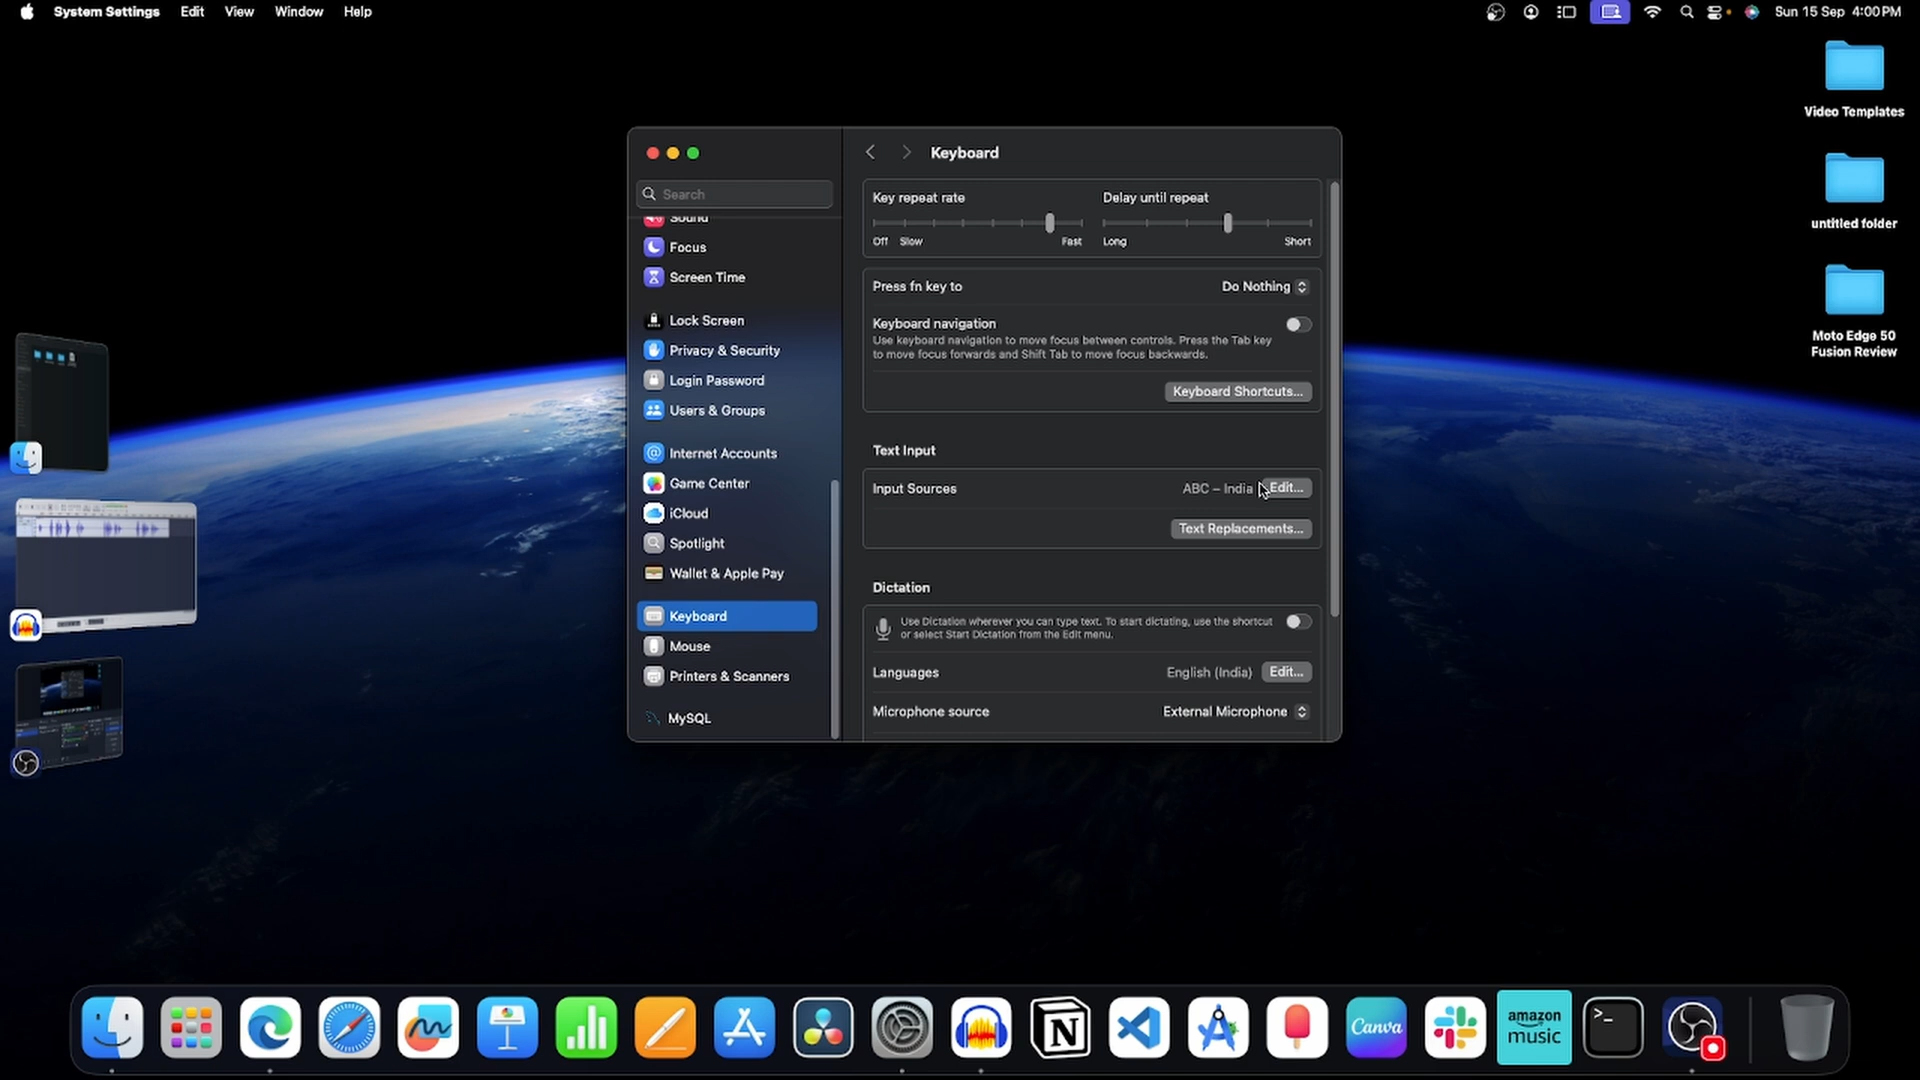 System Settings Edit View Window Help
Sun 15 Sep 4:00 PM
Video Templates
untitled folder
Moto Edge 50
Fusion Review
Search
Sound
Focus
Screen Time
Lock Screen
Privacy & Security
Login Password
Users & Groups
Internet Accounts
Game Center
iCloud
Spotlight
Wallet & Apple Pay
Keyboard
Mouse
Printers & Scanners
MySQL
Keyboard
Key repeat rate
Off Slow Fast
Delay until repeat
Long Short
Press fn key to Do Nothing
Keyboard navigation
Use keyboard navigation to move focus between controls. Press the Tab key
to move focus forwards and Shift Tab to move focus backwards.
Keyboard Shortcuts...
Text Input
Input Sources ABC – India Edit...
Text Replacements...
Dictation
Use Dictation wherever you can type text. To start dictating, use the shortcut
or select Start Dictation from the Edit menu.
Languages English (India) Edit...
Microphone source External Microphone
Canva
amazon
music
>_